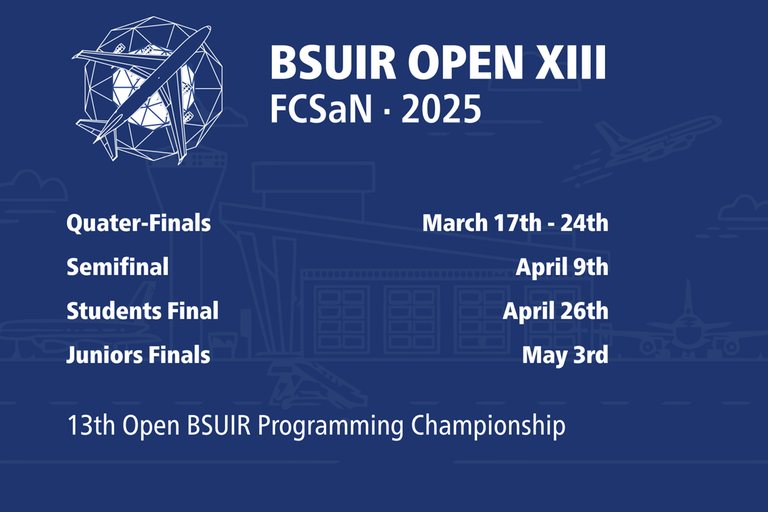 BSUIR OPEN XIII
FCSaN · 2025
Quater-Finals March 17th - 24th
Semifinal April 9th
Students Final April 26th
Juniors Finals May 3rd
13th Open BSUIR Programming Championship